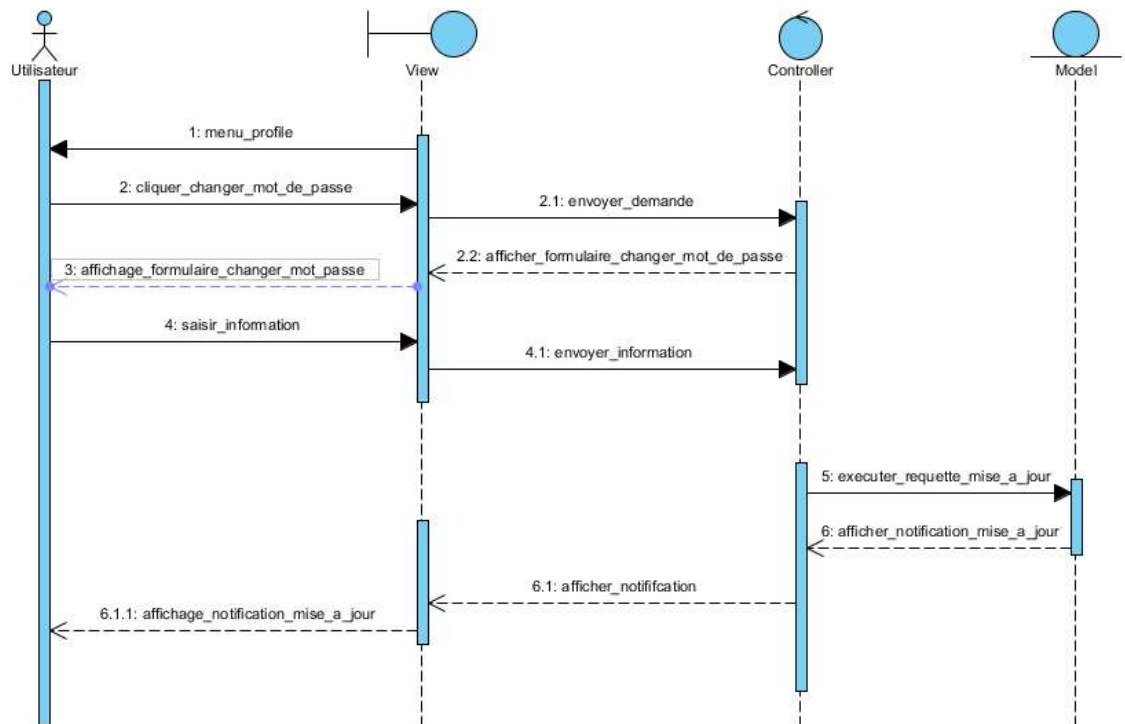 Utilisateur
View
Controller
Model
1: menu_profile
2: cliquer_changer_mot_de_passe
2.1: envoyer_demande
2.2: afficher_formulaire_changer_mot_de_passe
3: affichage_formulaire_changer_mot_passe
4: saisir_information
4.1: envoyer_information
5: executer_requette_mise_a_jour
6: afficher_notification_mise_a_jour
6.1: afficher_notififcation
6.1.1: affichage_notification_mise_a_jour